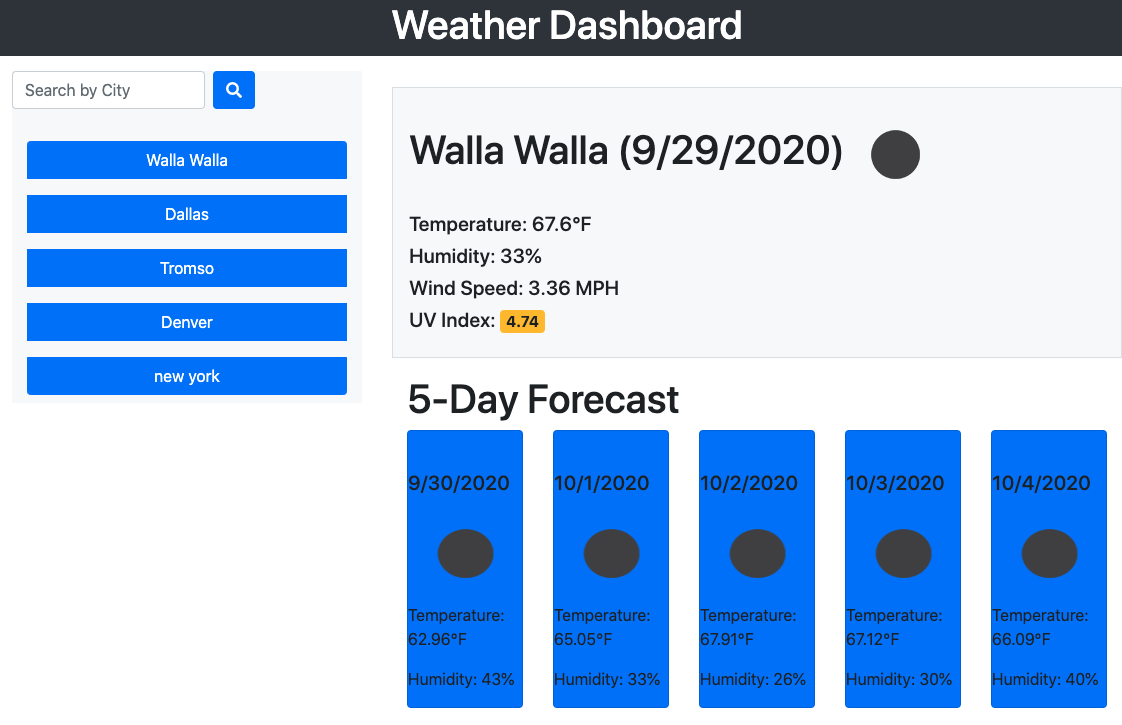 Weather Dashboard
Search by City
Walla Walla
Dallas
Tromso
Denver
new york
Walla Walla (9/29/2020)
Temperature: 67.6°F
Humidity: 33%
Wind Speed: 3.36 MPH
UV Index: 4.74
5-Day Forecast
9/30/2020
Temperature:
62.96°F
Humidity: 43%
10/1/2020
Temperature:
65.05°F
Humidity: 33%
10/2/2020
Temperature:
67.91°F
Humidity: 26%
10/3/2020
Temperature:
67.12°F
Humidity: 30%
10/4/2020
Temperature:
66.09°F
Humidity: 40%